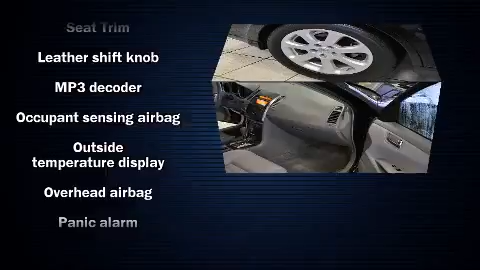 Seat Trim
Leather shift knob
MP3 decoder
Occupant sensing airbag
Outside
temperature display
Overhead airbag
Panic alarm